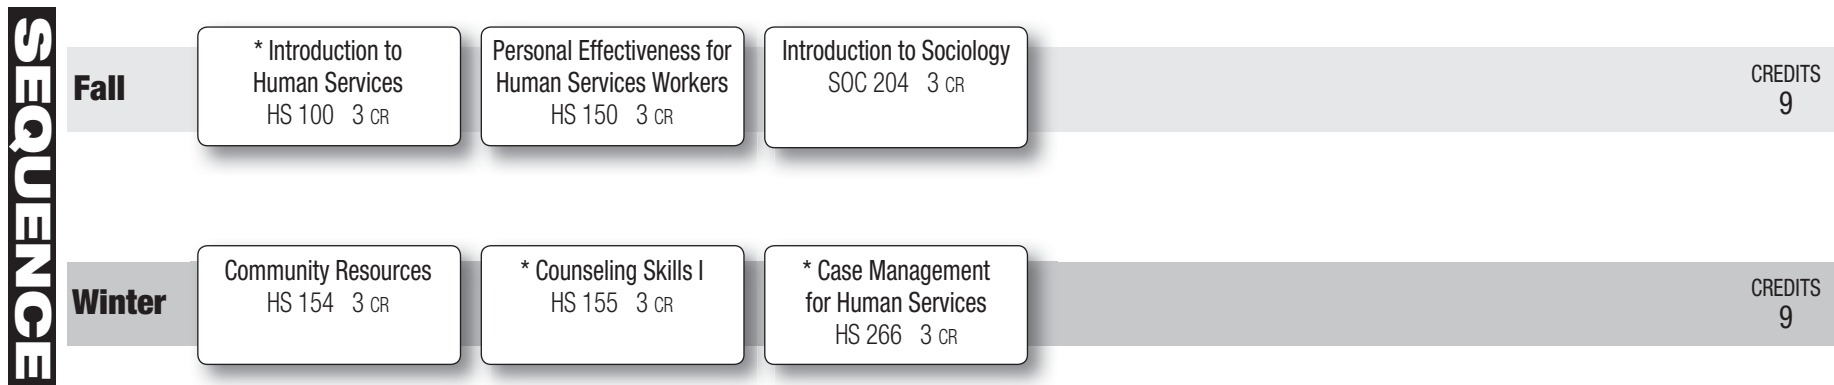 SEQUENCE
Fall
* Introduction to
Human Services
HS 100 3 CR
Personal Effectiveness for
Human Services Workers
HS 150 3 CR
Introduction to Sociology
SOC 204 3 CR
CREDITS
9
Winter
Community Resources
HS 154 3 CR
* Counseling Skills I
HS 155 3 CR
* Case Management
for Human Services
HS 266 3 CR
CREDITS
9